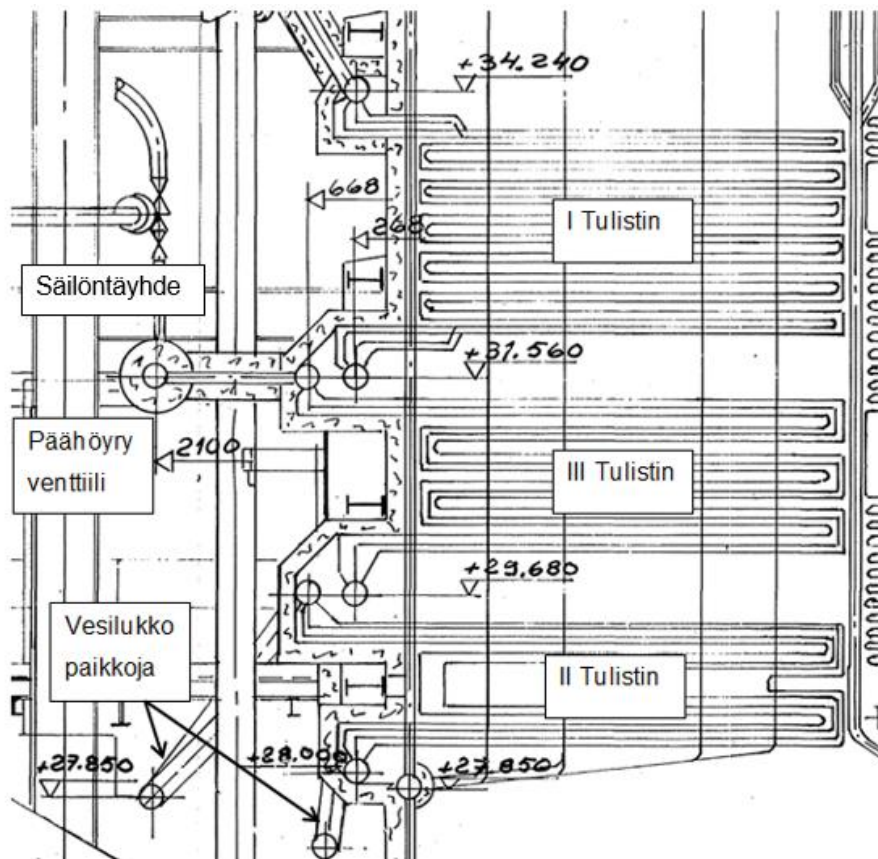 +34.240
668
268
I Tulistin
Säilöntäyhde
+31.560
Päähöyry
venttiili
2100
III Tulistin
+29.680
Vesilukko
paikkoja
II Tulistin
+27.850
+28.000
+27.850